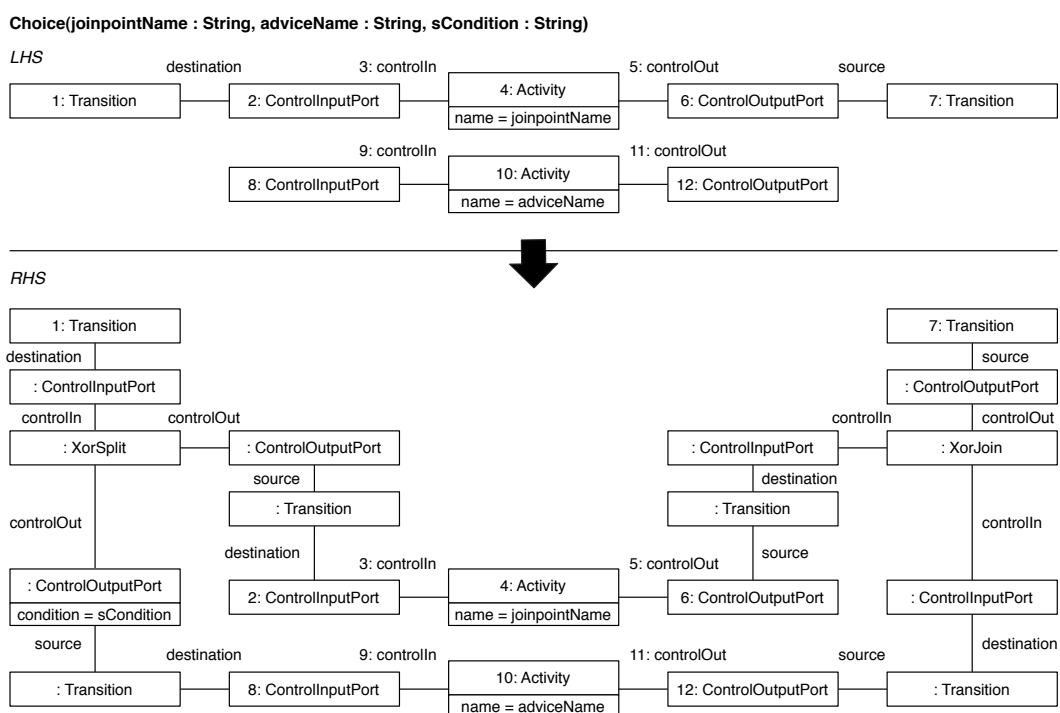 Choice(joinpointName : String, adviceName : String, sCondition : String)
LHS
destination 3: controlIn 5: controlOut source
1: Transition 2: ControlInputPort 4: Activity 6: ControlOutputPort 7: Transition
name = joinpointName
9: controlIn 11: controlOut
8: ControlInputPort 10: Activity 12: ControlOutputPort
name = adviceName
RHS
1: Transition 7: Transition
destination source
: ControlInputPort : ControlOutputPort
controlIn controlOut controlIn controlOut
: XorSplit : ControlOutputPort : ControlInputPort : XorJoin
source destination
: Transition : Transition
controlOut controlIn
destination 3: controlIn 5: controlOut source
: ControlOutputPort 2: ControlInputPort 4: Activity 6: ControlOutputPort : ControlInputPort
condition = sCondition name = joinpointName
source destination 9: controlIn 11: controlOut source destination
: Transition 8: ControlInputPort 10: Activity 12: ControlOutputPort : Transition
name = adviceName